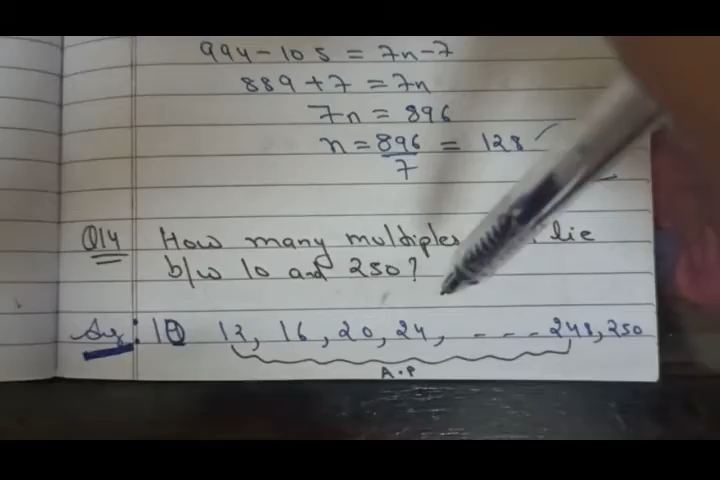 994 - 105 = 7n - 7
889 + 7 = 7n
7n = 896
n = 896/7 = 128
Q14 How many multiples lie
b/w 10 and 250?
Ans: 10 12, 16, 20, 24, - - - 248, 250
A.P